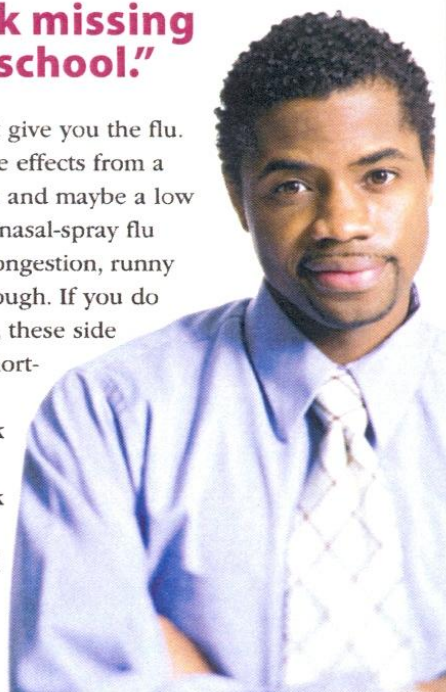 k missing
school.”
give you the flu.
e effects from a
and maybe a low
nasal-spray flu
ongestion, runny
ough. If you do
, these side
ort-
k
k